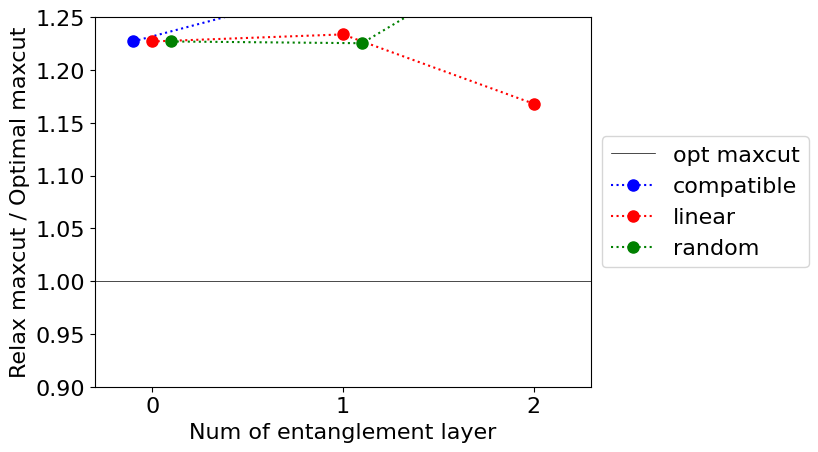 Relax maxcut / Optimal maxcut
1.25
1.20
1.15
1.10
1.05
1.00
0.95
0.90
0 1 2
Num of entanglement layer
opt maxcut
compatible
linear
random